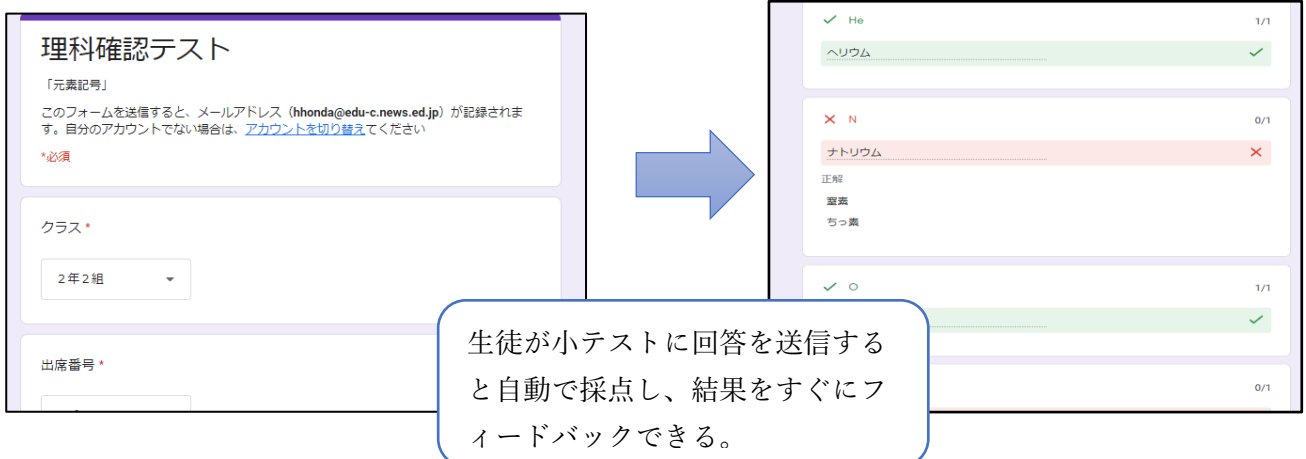 理科確認テスト
「元素記号」
このフォームを送信すると、メールアドレス（hhonda@edu-c.news.ed.jp）が記録されま
す。自分のアカウントでない場合は、アカウントを切り替えてください
*必須
クラス *
2年2組
出席番号 *
He 1/1
ヘリウム
N 0/1
ナトリウム
正解
窒素
ちっ素
O 1/1
0/1
生徒が小テストに回答を送信する
と自動で採点し、結果をすぐにフ
ィードバックできる。